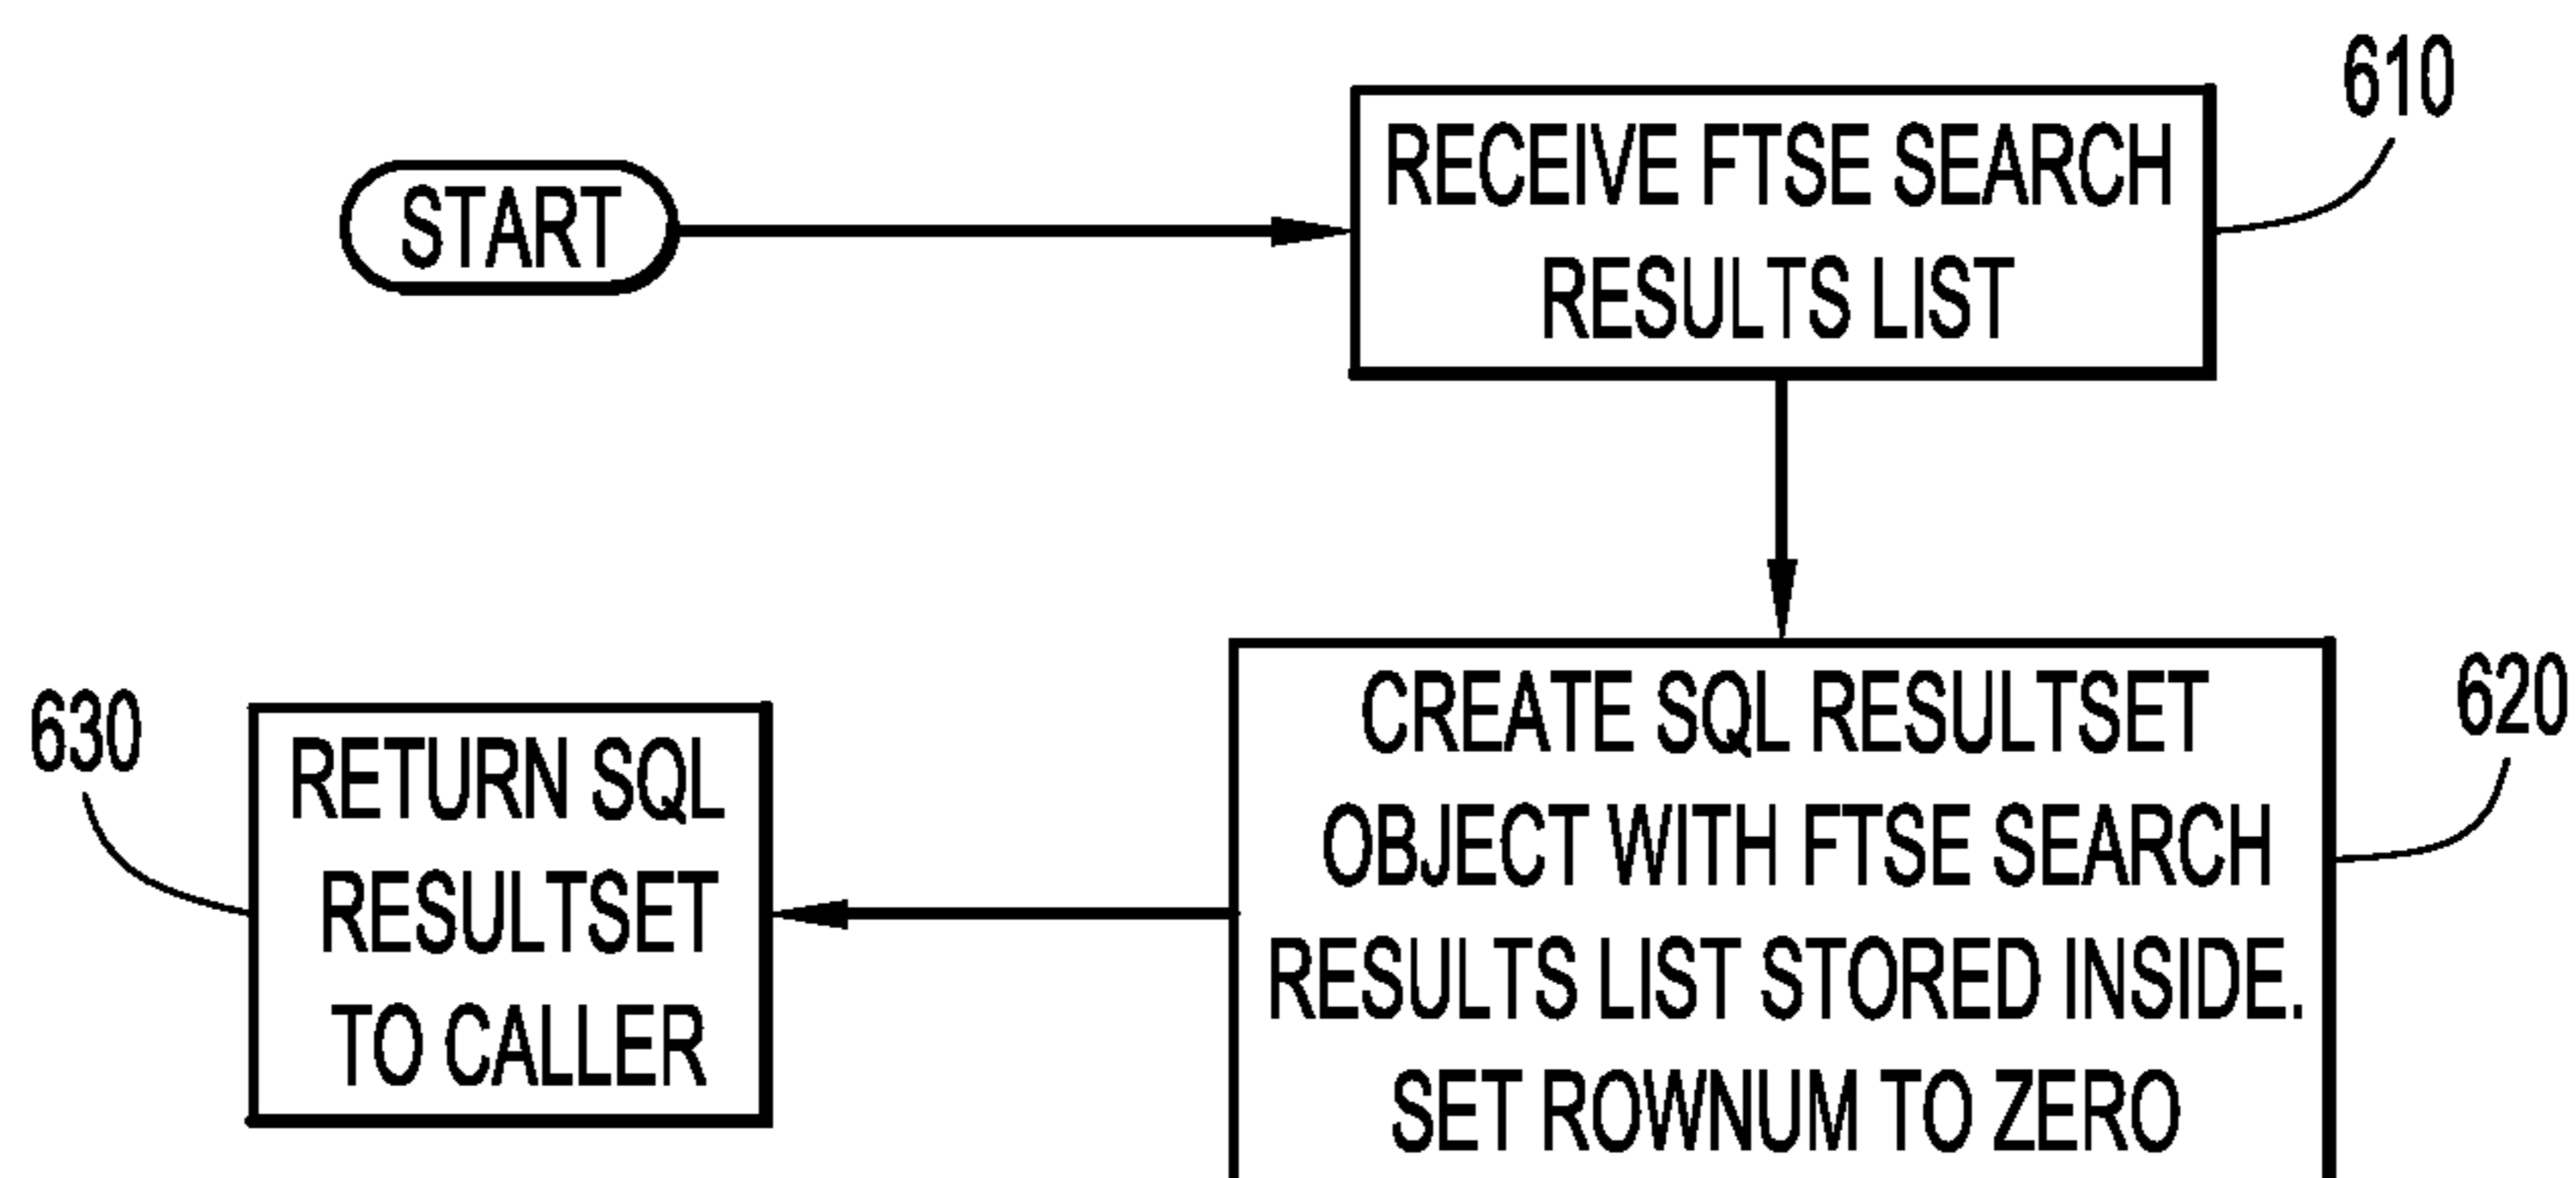 START
RECEIVE FTSE SEARCH
RESULTS LIST
610
CREATE SQL RESULTSET
OBJECT WITH FTSE SEARCH
RESULTS LIST STORED INSIDE.
SET ROWNUM TO ZERO
620
630
RETURN SQL
RESULTSET
TO CALLER